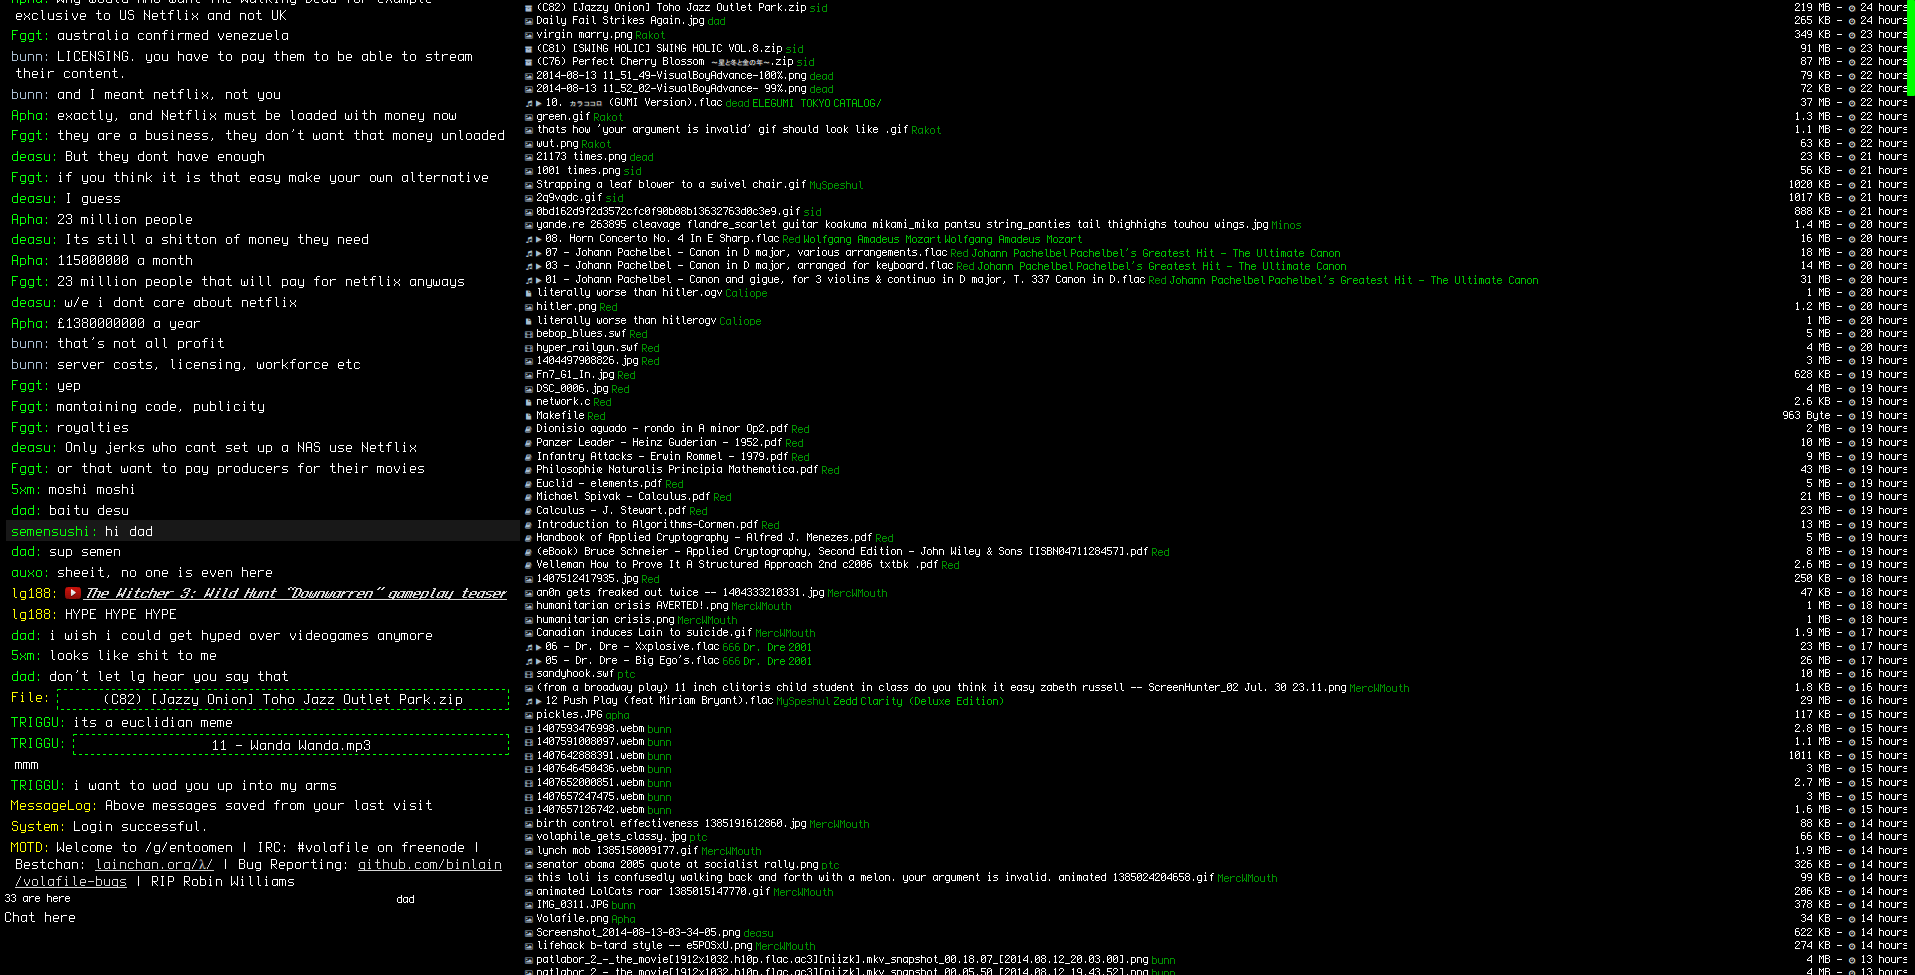 Apha: Why would AMC want The Walking Dead for example
exclusive to US Netflix and not UK
Fggt: australia confirmed venezuela
bunn: LICENSING. you have to pay them to be able to stream
their content.
bunn: and I meant netflix, not you
Apha: exactly, and Netflix must be loaded with money now
Fggt: they are a business, they don't want that money unloaded
deasu: But they dont have enough
Fggt: if you think it is that easy make your own alternative
deasu: I guess
Apha: 23 million people
deasu: Its still a shitton of money they need
Apha: 115000000 a month
Fggt: 23 million people that will pay for netflix anyways
deasu: w/e i dont care about netflix
Apha: £1380000000 a year
bunn: that's not all profit
bunn: server costs, licensing, workforce etc
Fggt: yep
Fggt: mantaining code, publicity
Fggt: royalties
deasu: Only jerks who cant set up a NAS use Netflix
Fggt: or that want to pay producers for their movies
5xm: moshi moshi
dad: baitu desu
semensushi: hi dad
dad: sup semen
auxo: sheeit, no one is even here
lg188: The Witcher 3: Wild Hunt "Downwarren" gameplay teaser
lg188: HYPE HYPE HYPE
dad: i wish i could get hyped over videogames anymore
5xm: looks like shit to me
dad: don't let lg hear you say that
File: (C82) [Jazzy Onion] Toho Jazz Outlet Park.zip
TRIGGU: its a euclidian meme
TRIGGU: 11 - Wanda Wanda.mp3
mmm
TRIGGU: i want to wad you up into my arms
MessageLog: Above messages saved from your last visit
System: Login successful.
MOTD: Welcome to /g/entoomen | IRC: #volafile on freenode |
Bestchan: lainchan.org/λ/ | Bug Reporting: github.com/binlain
/volafile-bugs | RIP Robin Williams
33 are here dad
Chat here
(C82) [Jazzy Onion] Toho Jazz Outlet Park.zip sid 219 MB - 24 hours
Daily Fail Strikes Again.jpg dad 265 KB - 24 hours
virgin marry.png Rakot 349 KB - 23 hours
(C81) [SWING HOLIC] SWING HOLIC VOL.8.zip sid 91 MB - 23 hours
(C76) Perfect Cherry Blossom ~星と冬と金の年~.zip sid 87 MB - 22 hours
2014-08-13 11_51_49-VisualBoyAdvance-100%.png dead 79 KB - 22 hours
2014-08-13 11_52_02-VisualBoyAdvance- 99%.png dead 72 KB - 22 hours
10. カラココロ (GUMI Version).flac dead ELEGUMI TOKYO CATALOG/ 37 MB - 22 hours
green.gif Rakot 1.3 MB - 22 hours
thats how 'your argument is invalid' gif should look like .gif Rakot 1.1 MB - 22 hours
wut.png Rakot 63 KB - 22 hours
21173 times.png dead 23 KB - 21 hours
1001 times.png sid 56 KB - 21 hours
Strapping a leaf blower to a swivel chair.gif MySpeshul 1020 KB - 21 hours
2q9vqdc.gif sid 1017 KB - 21 hours
0bd162d9f2d3572cfc0f90b08b13632763d0c3e9.gif sid 888 KB - 21 hours
yande.re 263895 cleavage flandre_scarlet guitar koakuma mikami_mika pantsu string_panties tail thighhighs touhou wings.jpg Minos 1.4 MB - 20 hours
08. Horn Concerto No. 4 In E Sharp.flac Red Wolfgang Amadeus Mozart Wolfgang Amadeus Mozart 16 MB - 20 hours
07 - Johann Pachelbel - Canon in D major, various arrangements.flac Red Johann Pachelbel Pachelbel's Greatest Hit - The Ultimate Canon 18 MB - 20 hours
03 - Johann Pachelbel - Canon in D major, arranged for keyboard.flac Red Johann Pachelbel Pachelbel's Greatest Hit - The Ultimate Canon 14 MB - 20 hours
01 - Johann Pachelbel - Canon and gigue, for 3 violins & continuo in D major, T. 337 Canon in D.flac Red Johann Pachelbel Pachelbel's Greatest Hit - The Ultimate Canon 31 MB - 20 hours
literally worse than hitler.ogv Caliope 1 MB - 20 hours
hitler.png Red 1.2 MB - 20 hours
literally worse than hitlerogv Caliope 1 MB - 20 hours
bebop_blues.swf Red 5 MB - 20 hours
hyper_railgun.swf Red 4 MB - 20 hours
1404497908826.jpg Red 3 MB - 19 hours
Fn7_G1_In.jpg Red 628 KB - 19 hours
DSC_0006.jpg Red 4 MB - 19 hours
network.c Red 2.6 KB - 19 hours
Makefile Red 963 Byte - 19 hours
Dionisio aguado - rondo in A minor Op2.pdf Red 2 MB - 19 hours
Panzer Leader - Heinz Guderian - 1952.pdf Red 10 MB - 19 hours
Infantry Attacks - Erwin Rommel - 1979.pdf Red 9 MB - 19 hours
Philosophiæ Naturalis Principia Mathematica.pdf Red 43 MB - 19 hours
Euclid - elements.pdf Red 5 MB - 19 hours
Michael Spivak - Calculus.pdf Red 21 MB - 19 hours
Calculus - J. Stewart.pdf Red 23 MB - 19 hours
Introduction to Algorithms-Cormen.pdf Red 13 MB - 19 hours
Handbook of Applied Cryptography - Alfred J. Menezes.pdf Red 5 MB - 19 hours
(eBook) Bruce Schneier - Applied Cryptography, Second Edition - John Wiley & Sons [ISBN0471128457].pdf Red 8 MB - 19 hours
Velleman How to Prove It A Structured Approach 2nd c2006 txtbk .pdf Red 2.6 MB - 19 hours
1407512417935.jpg Red 250 KB - 18 hours
an0n gets freaked out twice -- 1404333210331.jpg MercWMouth 47 KB - 18 hours
humanitarian crisis AVERTED!.png MercWMouth 1 MB - 18 hours
humanitarian crisis.png MercWMouth 1 MB - 18 hours
Canadian induces Lain to suicide.gif MercWMouth 1.9 MB - 17 hours
06 - Dr. Dre - Xxplosive.flac 666 Dr. Dre 2001 23 MB - 17 hours
05 - Dr. Dre - Big Ego's.flac 666 Dr. Dre 2001 26 MB - 17 hours
sandyhook.swf ptc 10 MB - 16 hours
(from a broadway play) 11 inch clitoris child student in class do you think it easy zabeth russell -- ScreenHunter_02 Jul. 30 23.11.png MercWMouth 1.8 KB - 16 hours
12 Push Play (feat Miriam Bryant).flac MySpeshul Zedd Clarity (Deluxe Edition) 29 MB - 16 hours
pickles.JPG apha 117 KB - 15 hours
1407593476998.webm bunn 2.8 MB - 15 hours
1407591008097.webm bunn 1.1 MB - 15 hours
1407642888391.webm bunn 1011 KB - 15 hours
1407646450436.webm bunn 3 MB - 15 hours
1407652000851.webm bunn 2.7 MB - 15 hours
1407657247475.webm bunn 3 MB - 15 hours
1407657126742.webm bunn 1.6 MB - 15 hours
birth control effectiveness 1385191612860.jpg MercWMouth 88 KB - 14 hours
volaphile_gets_classy.jpg ptc 66 KB - 14 hours
lynch mob 1385150009177.gif MercWMouth 1.9 MB - 14 hours
senator obama 2005 quote at socialist rally.png ptc 326 KB - 14 hours
this loli is confusedly walking back and forth with a melon. your argument is invalid. animated 1385024204658.gif MercWMouth 99 KB - 14 hours
animated LolCats roar 1385015147770.gif MercWMouth 206 KB - 14 hours
IMG_0311.JPG bunn 378 KB - 14 hours
Volafile.png Apha 34 KB - 14 hours
Screenshot_2014-08-13-03-34-05.png deasu 622 KB - 14 hours
lifehack b-tard style -- e5POSxU.png MercWMouth 274 KB - 14 hours
patlabor_2_-_the_movie[1912x1032.h10p.flac.ac3][niizk].mkv_snapshot_00.18.07_[2014.08.12_20.03.00].png bunn 4 MB - 13 hours
patlabor_2_-_the_movie[1912x1032.h10p.flac.ac3][niizk].mkv_snapshot_00.05.50_[2014.08.12_19.43.52].png bunn 4 MB - 13 hours